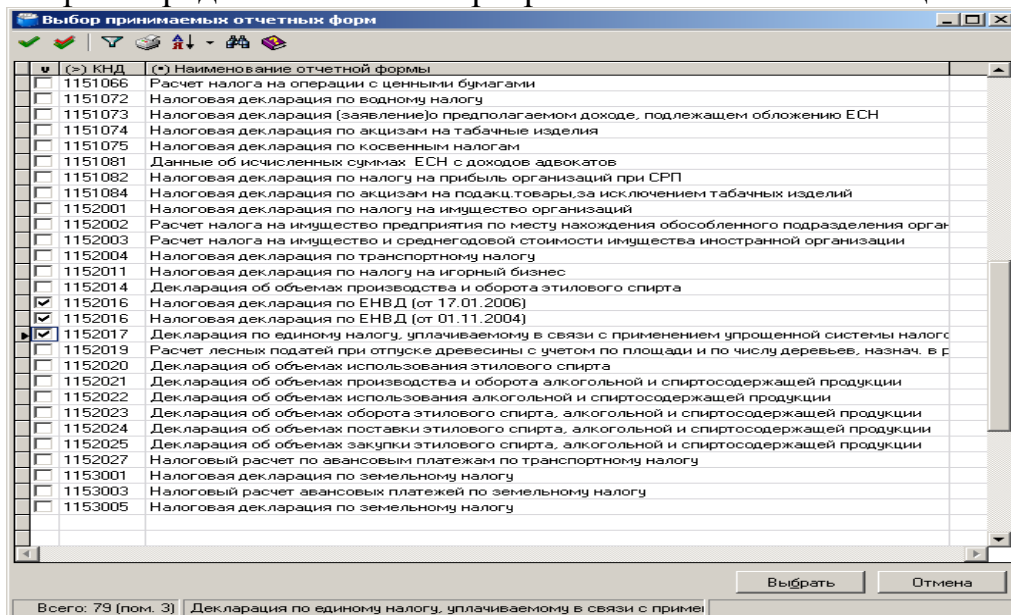 Выбор принимаемых отчетных форм
(>) КНД (•) Наименование отчетной формы
1151066 Расчет налога на операции с ценными бумагами
1151072 Налоговая декларация по водному налогу
1151073 Налоговая декларация (заявление)о предполагаемом доходе, подлежащем обложению ЕСН
1151074 Налоговая декларация по акцизам на табачные изделия
1151075 Налоговая декларация по косвенным налогам
1151081 Данные об исчисленных суммах ЕСН с доходов адвокатов
1151082 Налоговая декларация по налогу на прибыль организаций при СРП
1151084 Налоговая декларация по акцизам на подакц.товары,за исключением табачных изделий
1152001 Налоговая декларация по налогу на имущество организаций
1152002 Расчет налога на имущество предприятия по месту нахождения обособленного подразделения орган
1152003 Расчет налога на имущество и среднегодовой стоимости имущества иностранной организации
1152004 Налоговая декларация по транспортному налогу
1152011 Налоговая декларация по налогу на игорный бизнес
1152014 Декларация об объемах производства и оборота этилового спирта
1152016 Налоговая декларация по ЕНВД (от 17.01.2006)
1152016 Налоговая декларация по ЕНВД (от 01.11.2004)
1152017 Декларация по единому налогу, уплачиваемому в связи с применением упрощенной системы налого
1152019 Расчет лесных податей при отпуске древесины с учетом по площади и по числу деревьев, назнач. в р
1152020 Декларация об объемах использования этилового спирта
1152021 Декларация об объемах производства и оборота алкогольной и спиртосодержащей продукции
1152022 Декларация об объемах использования алкогольной и спиртосодержащей продукции
1152023 Декларация об объемах оборота этилового спирта, алкогольной и спиртосодержащей продукции
1152024 Декларация об объемах поставки этилового спирта, алкогольной и спиртосодержащей продукции
1152025 Декларация об объемах закупки этилового спирта, алкогольной и спиртосодержащей продукции
1152027 Налоговый расчет по авансовым платежам по транспортному налогу
1153001 Налоговая декларация по земельному налогу
1153003 Налоговый расчет авансовых платежей по земельному налогу
1153005 Налоговая декларация по земельному налогу
Выбрать Отмена
Всего: 79 (пом. 3) Декларация по единому налогу, уплачиваемому в связи с приме